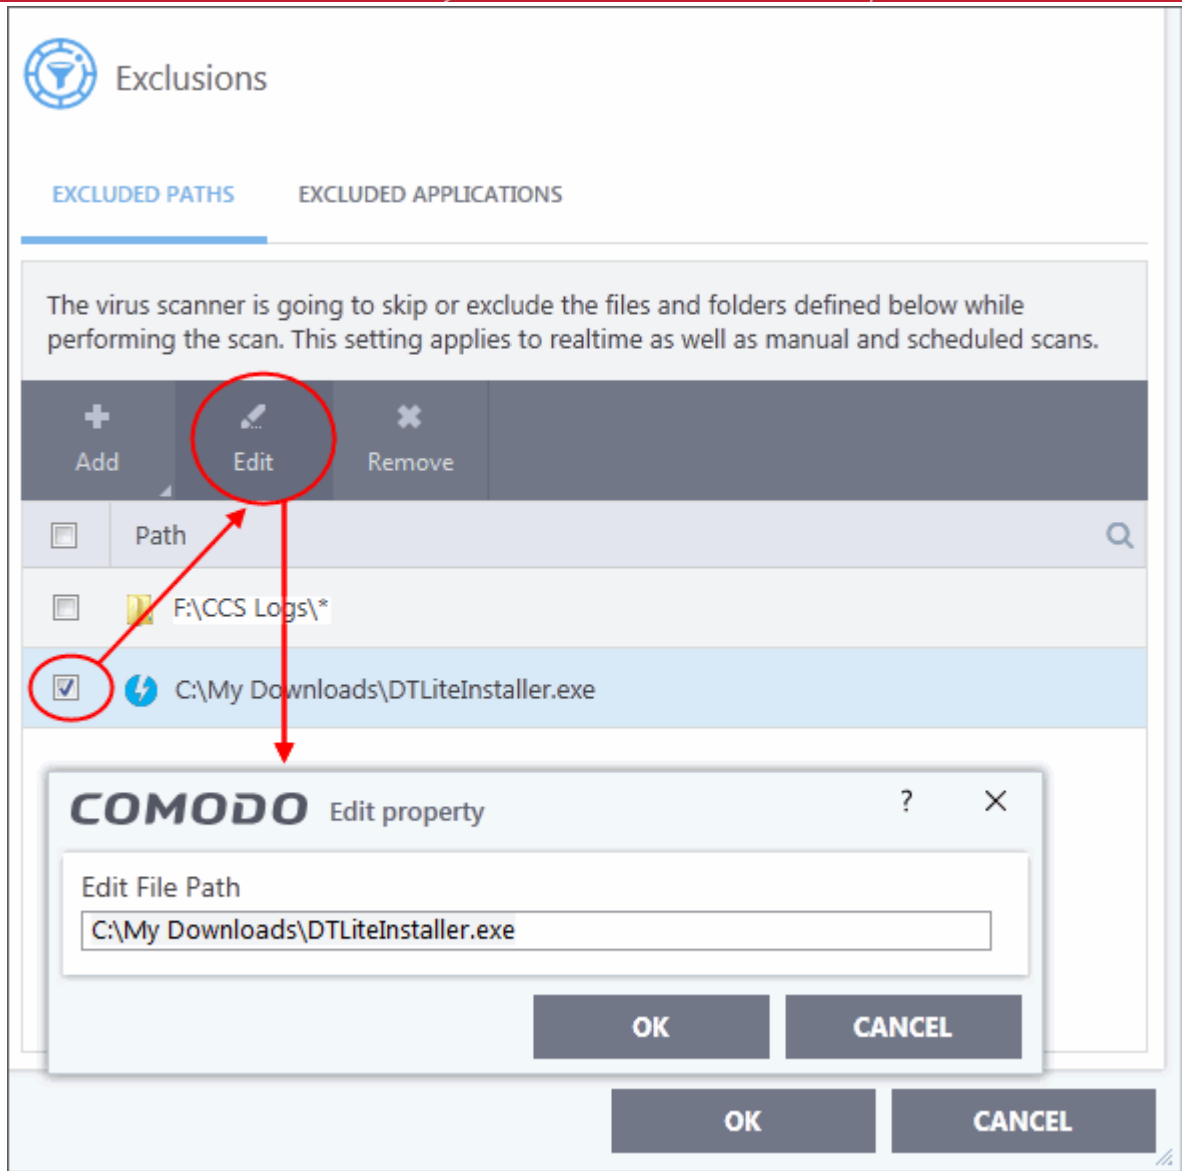 Exclusions
EXCLUDED PATHS EXCLUDED APPLICATIONS
The virus scanner is going to skip or exclude the files and folders defined below while
performing the scan. This setting applies to realtime as well as manual and scheduled scans.
Add Edit Remove
Path
F:\CCS Logs\*
C:\My Downloads\DTLiteInstaller.exe
COMODO Edit property ?
Edit File Path
C:\My Downloads\DTLiteInstaller.exe
OK CANCEL
OK CANCEL